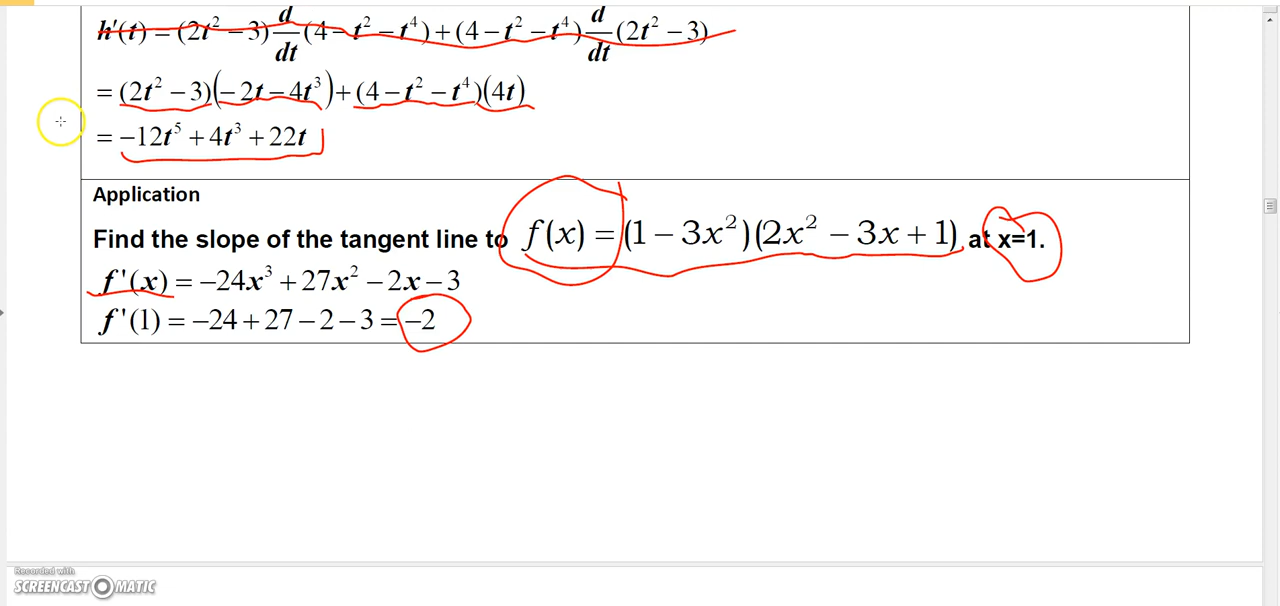 h'(t) = (2t² − 3) d/dt (4 − t² − t⁴) + (4 − t² − t⁴) d/dt (2t² − 3)
= (2t² − 3)(−2t − 4t³) + (4 − t² − t⁴)(4t)
= −12t⁵ + 4t³ + 22t
Application
Find the slope of the tangent line to f(x) = (1 − 3x²)(2x² − 3x + 1), at x=1.
f'(x) = −24x³ + 27x² − 2x − 3
f'(1) = −24 + 27 − 2 − 3 = −2
Recorded with
SCREENCAST-O-MATIC